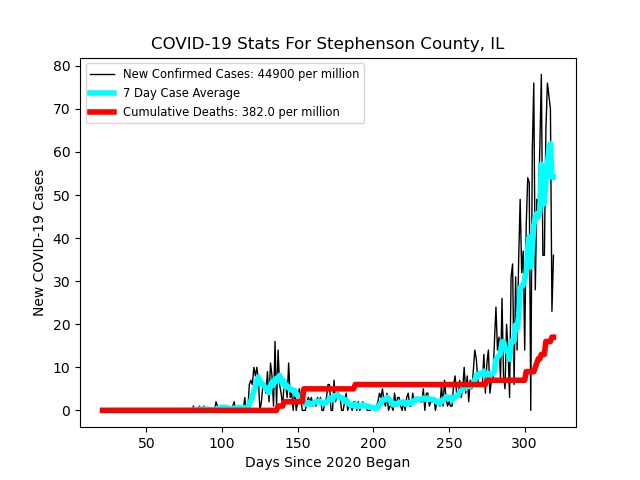 COVID-19 Stats For Stephenson County, IL
New Confirmed Cases: 44900 per million
7 Day Case Average
Cumulative Deaths: 382.0 per million
New COVID-19 Cases
80
70
60
50
40
30
20
10
0
50 100 150 200 250 300
Days Since 2020 Began